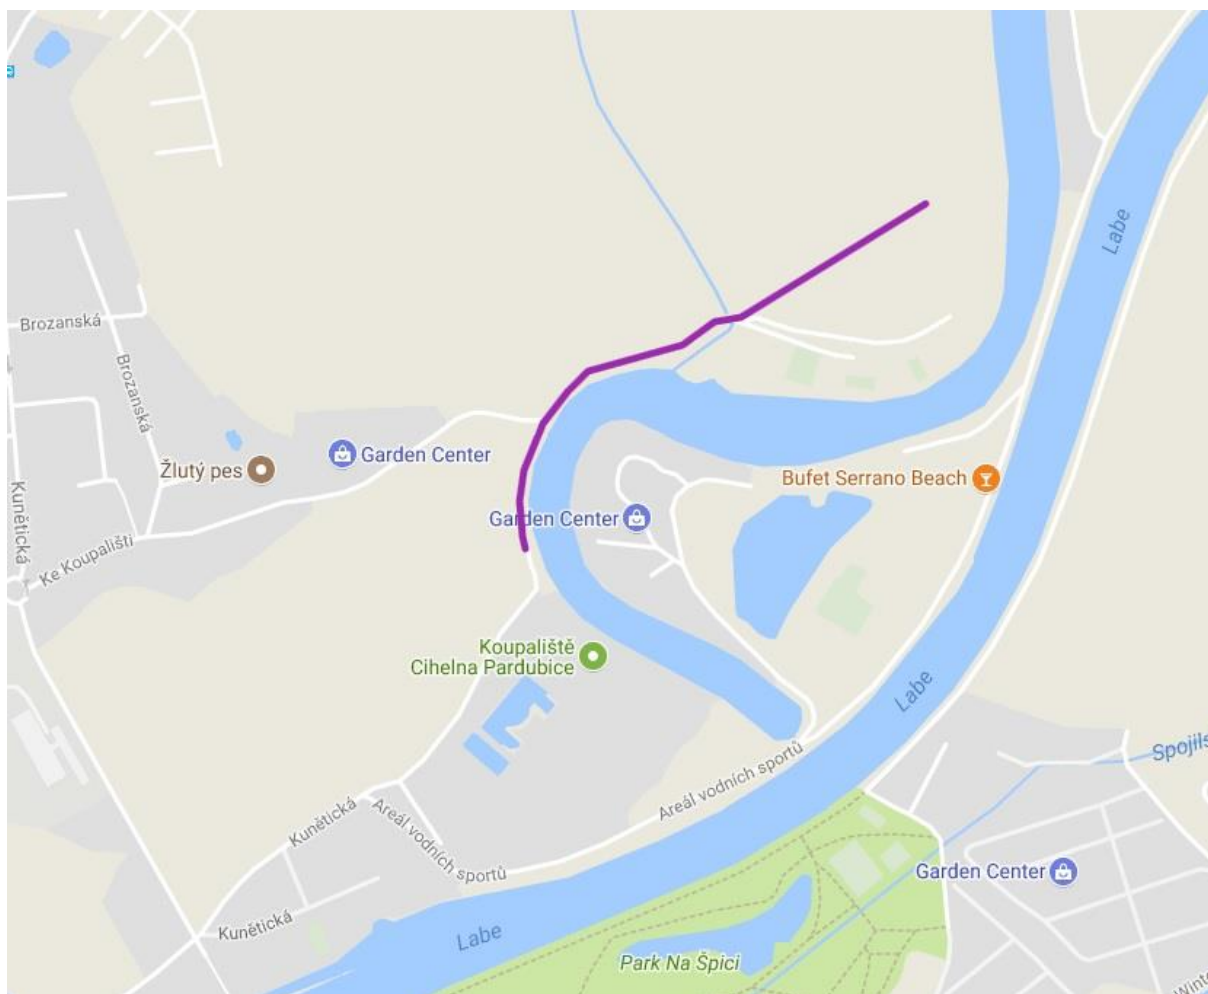 Labe
Brozanská
Brozanská
Garden Center
Žlutý pes
Bufet Serrano Beach
Kunětická
Garden Center
Ke Koupališti
Koupaliště
Cihelna Pardubice
Labe
Spojils
Areál vodních sportů
Kunětická
Areál vodních sportů
Garden Center
Kunětická
Labe
Park Na Špici